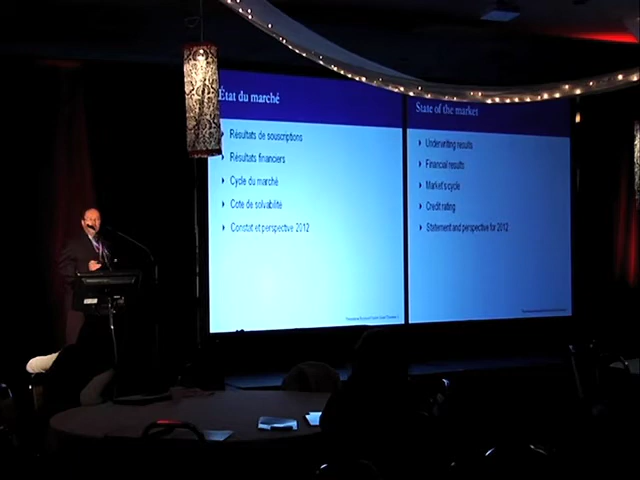 État du marché
Résultats de souscriptions
Résultats financiers
Cycle du marché
Cote de solvabilité
Constat et perspective 2012
State of the market
Underwriting results
Financial results
Market's cycle
Credit rating
Statement and perspective for 2012